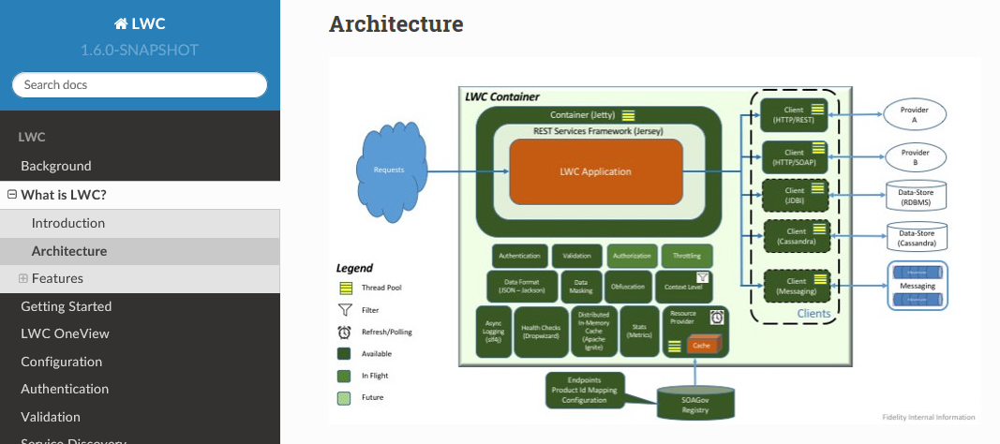 LWC
1.6.0-SNAPSHOT
Search docs
LWC
Background
What is LWC?
Introduction
Architecture
Features
Getting Started
LWC OneView
Configuration
Authentication
Validation
Service Discovery
Architecture
LWC Container
Container (Jetty)
REST Services Framework (Jersey)
LWC Application
Requests
Client
(HTTP/REST)
Client
(HTTP/SOAP)
Client
(JDBI)
Client
(Cassandra)
Client
(Messaging)
Clients
Provider
A
Provider
B
Data-Store
(RDBMS)
Data-Store
(Cassandra)
Messaging
Authentication
Validation
Authorization
Throttling
Data Format
(JSON – Jackson)
Data
Masking
Obfuscation
Context Level
Async
Logging
(slf4j)
Health Checks
(Dropwizard)
Distributed
In-Memory
Cache
(Apache
Ignite)
Stats
(Metrics)
Resource
Provider
Cache
Endpoints
Product Id Mapping
Configuration
SOAGov
Registry
Legend
Thread Pool
Filter
Refresh/Polling
Available
In Flight
Future
Fidelity Internal Information